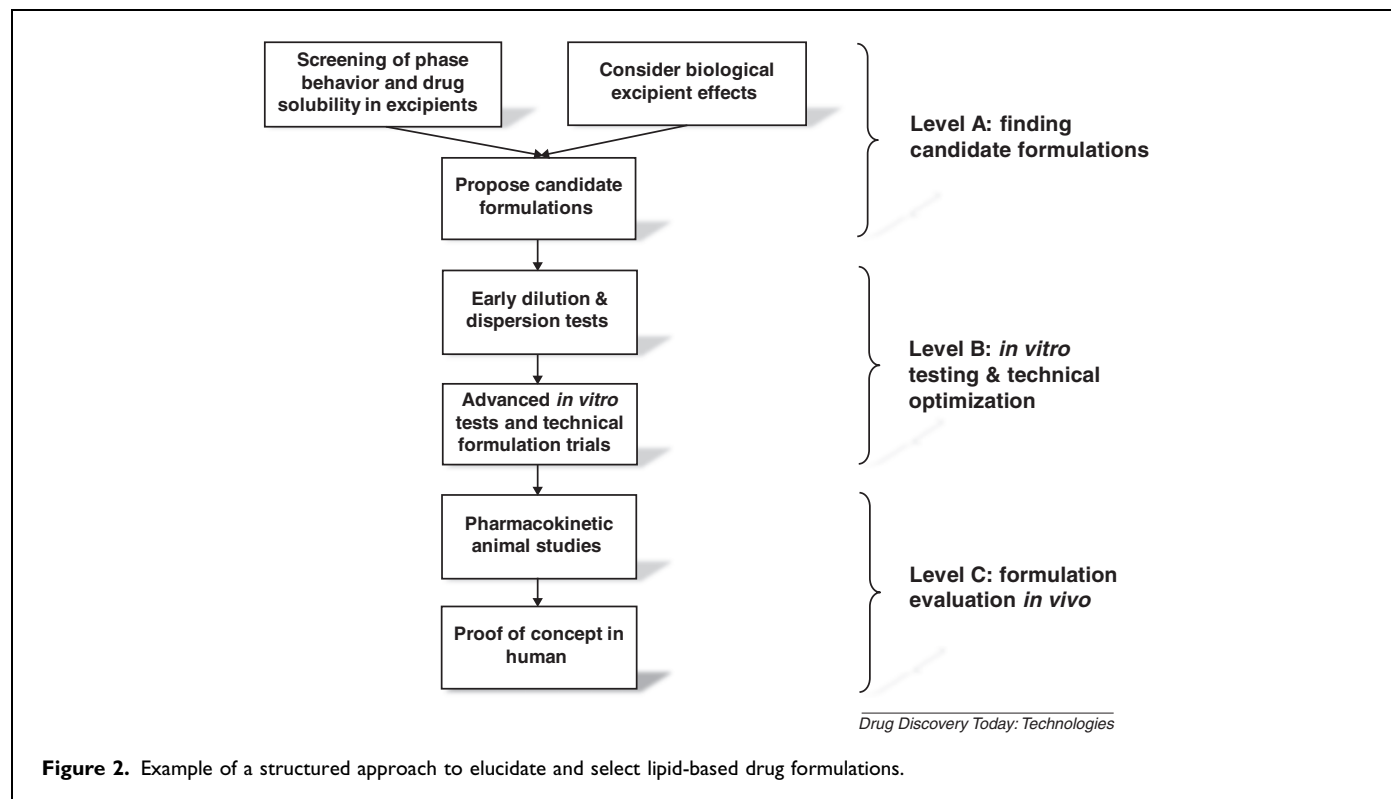 Screening of phase
behavior and drug
solubility in excipients
Consider biological
excipient effects
Level A: finding
candidate formulations
Propose candidate
formulations
Early dilution &
dispersion tests
Level B: in vitro
testing & technical
optimization
Advanced in vitro
tests and technical
formulation trials
Pharmacokinetic
animal studies
Level C: formulation
evaluation in vivo
Proof of concept in
human
Drug Discovery Today: Technologies
Figure 2. Example of a structured approach to elucidate and select lipid-based drug formulations.